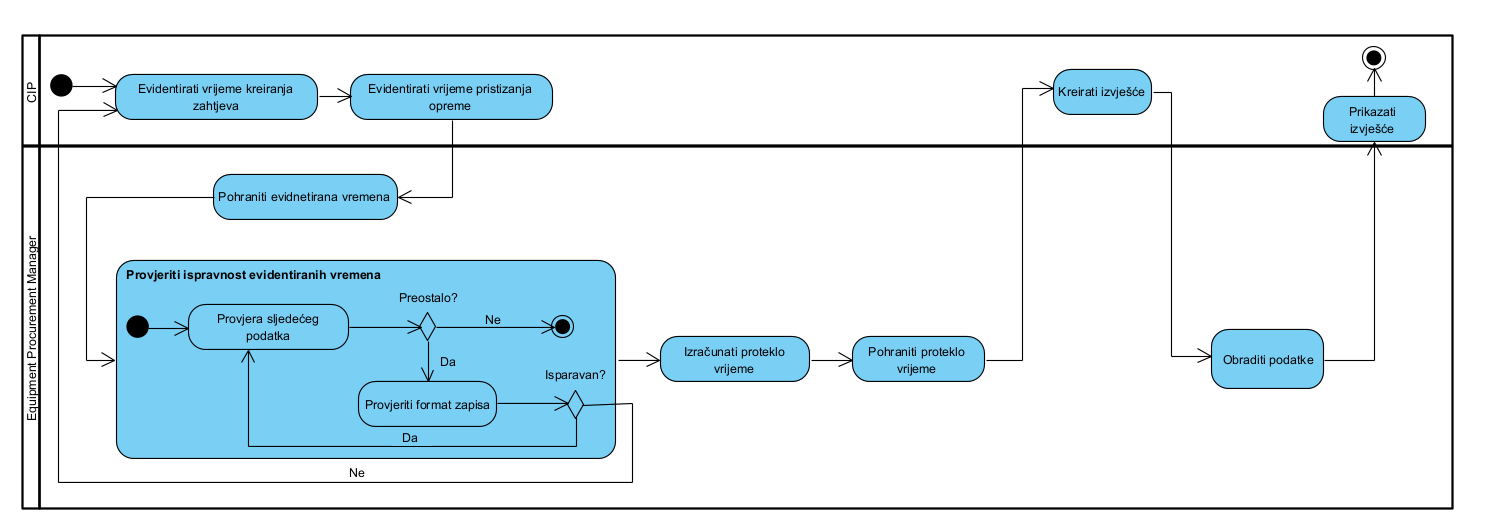 CIP
Evidentirati vrijeme kreiranja
zahtjeva
Evidentirati vrijeme pristizanja
opreme
Kreirati izvješće
Prikazati
izvješće
Equipment Procurement Manager
Pohraniti evidnetirana vremena
Provjeriti ispravnost evidentiranih vremena
Provjera sljedećeg
podatka
Preostalo?
Ne
Da
Provjeriti format zapisa
Isparavan?
Da
Ne
Izračunati proteklo
vrijeme
Pohraniti proteklo
vrijeme
Obraditi podatke